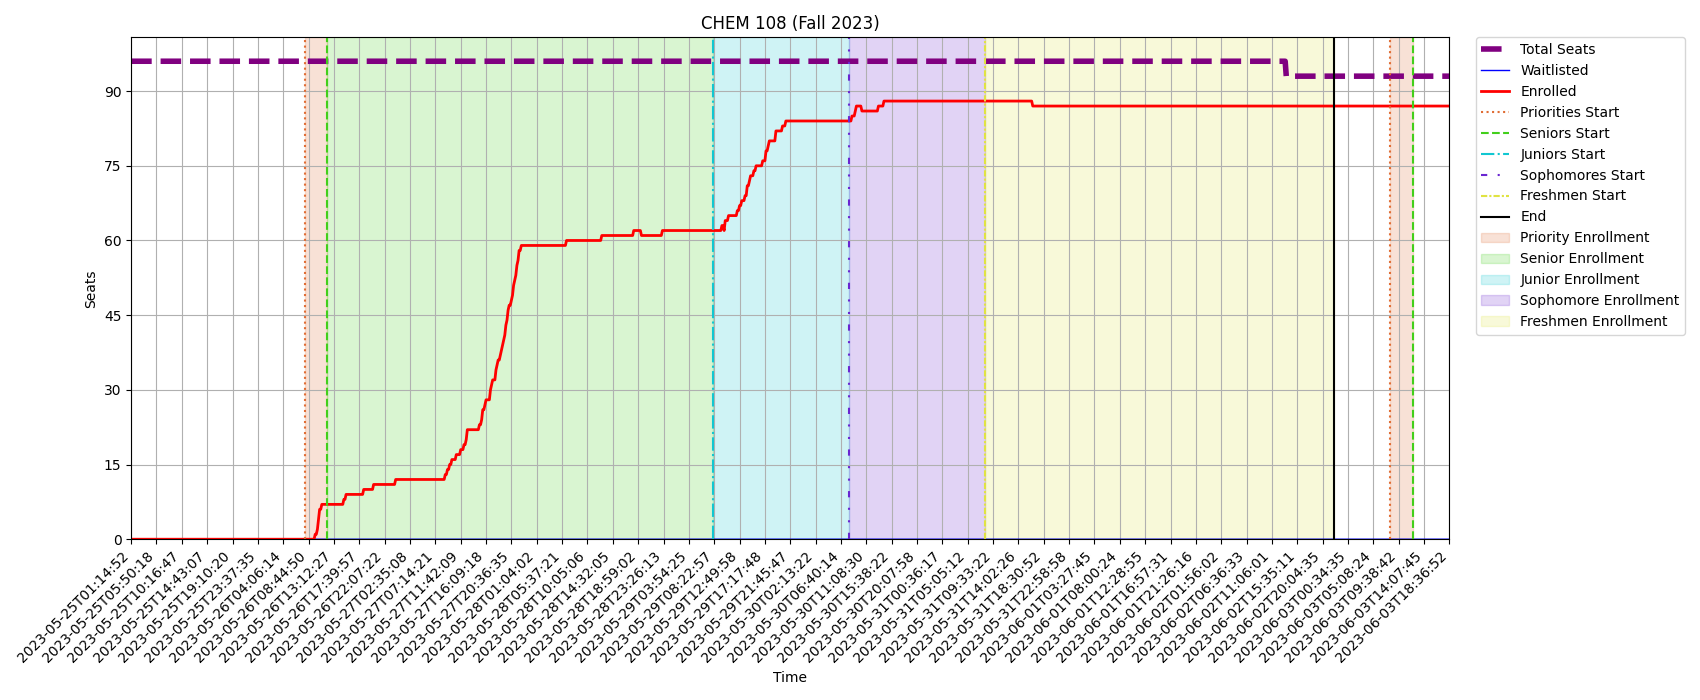 CHEM 108 (Fall 2023)
Seats
90
75
60
45
30
15
0
2023-05-25T01:14:52
2023-05-25T05:50:18
2023-05-25T10:16:47
2023-05-25T14:43:07
2023-05-25T19:10:20
2023-05-25T23:37:35
2023-05-26T04:06:14
2023-05-26T08:44:50
2023-05-26T13:12:27
2023-05-26T17:39:57
2023-05-26T22:07:22
2023-05-27T02:35:08
2023-05-27T07:14:21
2023-05-27T11:42:09
2023-05-27T16:09:18
2023-05-27T20:36:35
2023-05-28T01:04:02
2023-05-28T05:37:21
2023-05-28T10:05:06
2023-05-28T14:32:05
2023-05-28T18:59:02
2023-05-28T23:26:13
2023-05-29T03:54:25
2023-05-29T08:22:57
2023-05-29T12:49:58
2023-05-29T17:17:48
2023-05-29T21:45:47
2023-05-30T02:13:22
2023-05-30T06:40:14
2023-05-30T11:08:30
2023-05-30T15:38:22
2023-05-30T20:07:58
2023-05-31T00:36:17
2023-05-31T05:05:12
2023-05-31T09:33:22
2023-05-31T14:02:26
2023-05-31T18:30:52
2023-05-31T22:58:58
2023-06-01T03:27:45
2023-06-01T08:00:24
2023-06-01T12:28:55
2023-06-01T16:57:31
2023-06-01T21:26:16
2023-06-02T01:56:02
2023-06-02T06:36:33
2023-06-02T11:06:01
2023-06-02T15:35:11
2023-06-02T20:04:35
2023-06-03T00:34:35
2023-06-03T05:08:24
2023-06-03T09:38:42
2023-06-03T14:07:45
2023-06-03T18:36:52
Time
Total Seats
Waitlisted
Enrolled
Priorities Start
Seniors Start
Juniors Start
Sophomores Start
Freshmen Start
End
Priority Enrollment
Senior Enrollment
Junior Enrollment
Sophomore Enrollment
Freshmen Enrollment